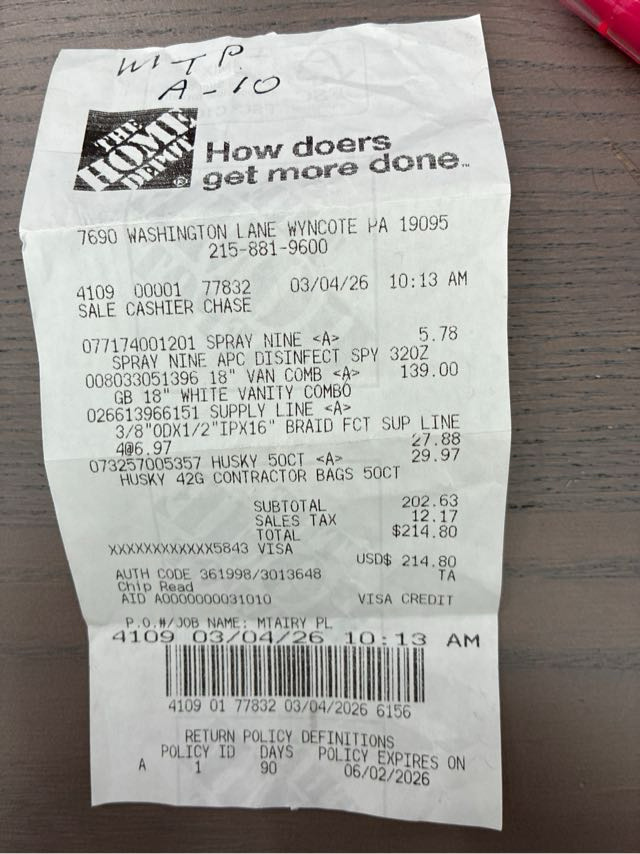 WTP
A-10
THE HOME DEPOT
How doers
get more done.™
7690 WASHINGTON LANE WYNCOTE PA 19095
215-881-9600
4109 00001 77832 03/04/26 10:13 AM
SALE CASHIER CHASE
077174001201 SPRAY NINE <A> 5.78
SPRAY NINE APC DISINFECT SPY 32OZ
008033051396 18" VAN COMB <A> 139.00
GB 18" WHITE VANITY COMBO
026613966151 SUPPLY LINE <A>
3/8"ODX1/2"IPX16" BRAID FCT SUP LINE
4@6.97 27.88
073257005357 HUSKY 50CT <A> 29.97
HUSKY 42G CONTRACTOR BAGS 50CT
SUBTOTAL 202.63
SALES TAX 12.17
TOTAL $214.80
XXXXXXXXXXXX5843 VISA
USD$ 214.80
AUTH CODE 361998/3013648 TA
Chip Read
AID A0000000031010 VISA CREDIT
P.O.#/JOB NAME: MTAIRY PL
4109 03/04/26 10:13 AM
4109 01 77832 03/04/2026 6156
RETURN POLICY DEFINITIONS
POLICY ID DAYS POLICY EXPIRES ON
A 1 90 06/02/2026